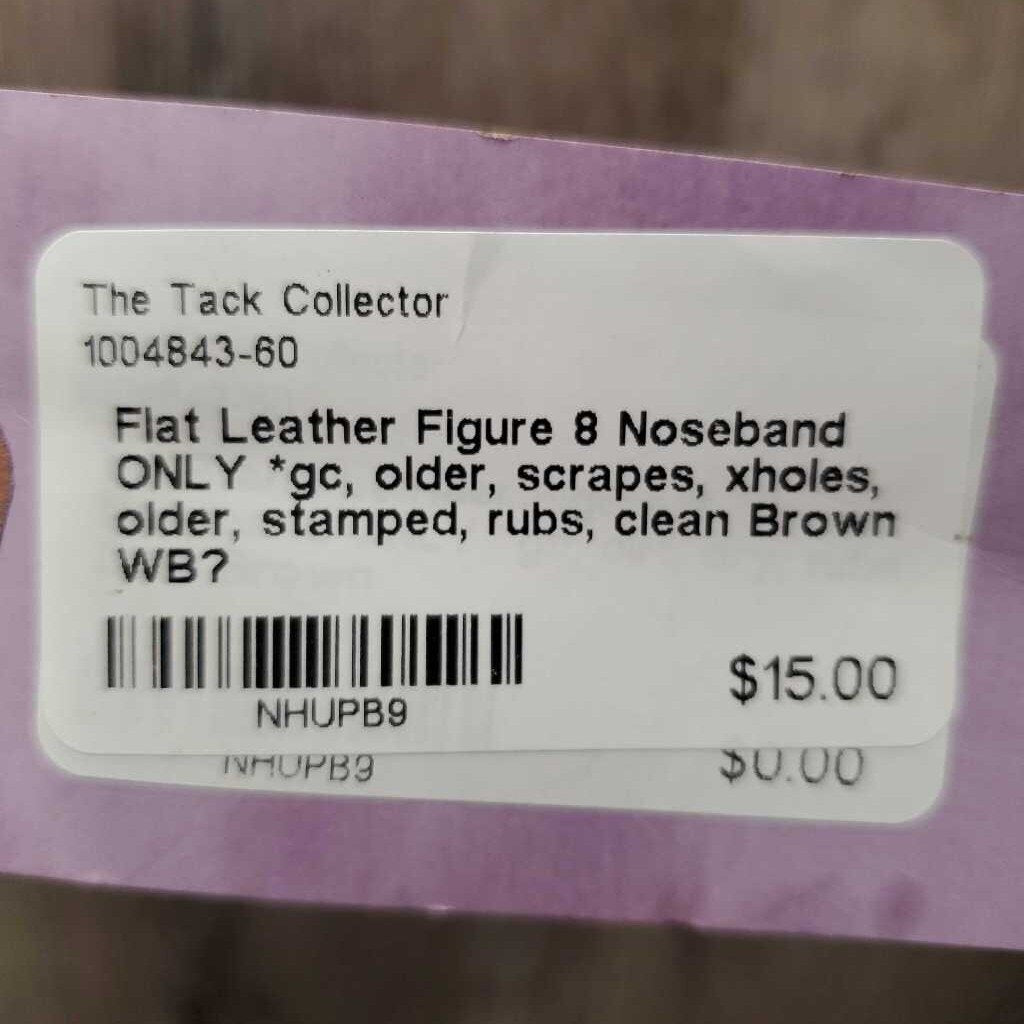 The Tack Collector
1004843-60
Flat Leather Figure 8 Noseband
ONLY *gc, older, scrapes, xholes,
older, stamped, rubs, clean Brown
WB?
$15.00
NHUPB9
NHUPB9
$0.00